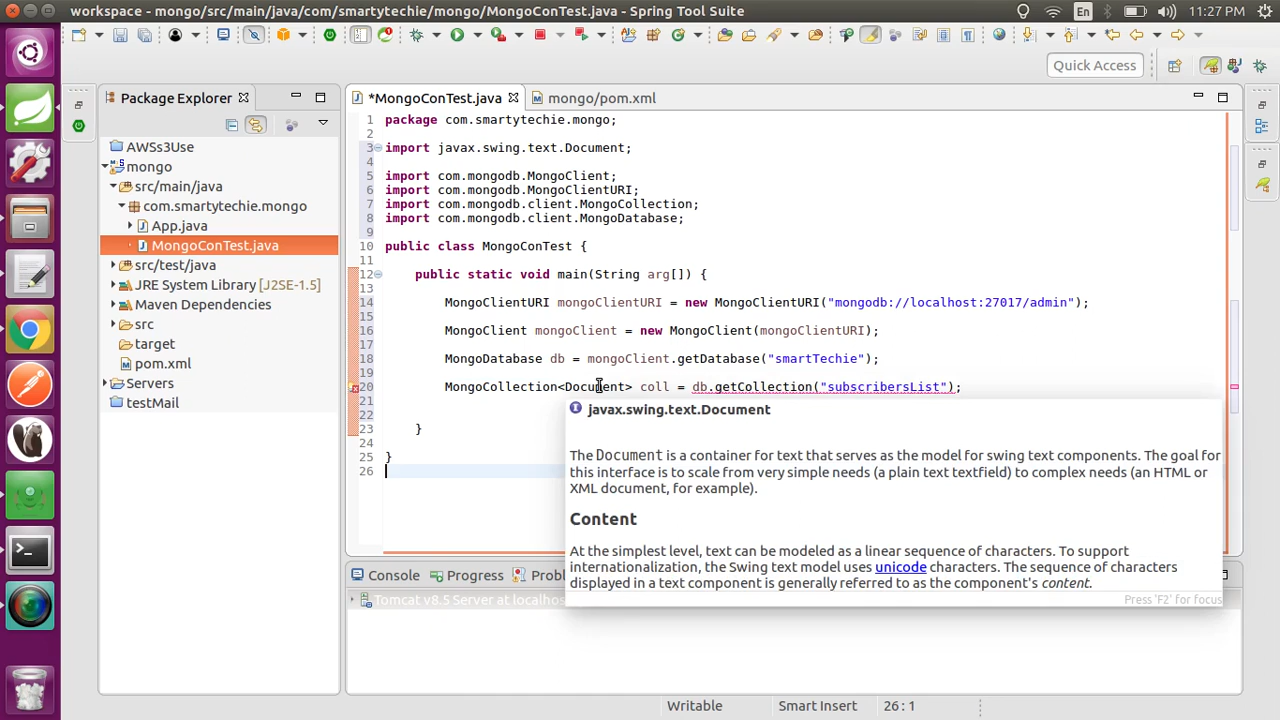 workspace - mongo/src/main/java/com/smartytechie/mongo/MongoConTest.java - Spring Tool Suite
En
11:27 PM
Quick Access
Package Explorer
*MongoConTest.java
mongo/pom.xml
AWSs3Use
mongo
src/main/java
com.smartytechie.mongo
App.java
MongoConTest.java
src/test/java
JRE System Library [J2SE-1.5]
Maven Dependencies
src
target
pom.xml
Servers
testMail
1 package com.smartytechie.mongo;
2
3 import javax.swing.text.Document;
4
5 import com.mongodb.MongoClient;
6 import com.mongodb.MongoClientURI;
7 import com.mongodb.client.MongoCollection;
8 import com.mongodb.client.MongoDatabase;
9
10 public class MongoConTest {
11
12 public static void main(String arg[]) {
13
14 MongoClientURI mongoClientURI = new MongoClientURI("mongodb://localhost:27017/admin");
15
16 MongoClient mongoClient = new MongoClient(mongoClientURI);
17
18 MongoDatabase db = mongoClient.getDatabase("smartTechie");
19
20 MongoCollection<Document> coll = db.getCollection("subscribersList");
21
22
23 }
24
25 }
26
javax.swing.text.Document
The Document is a container for text that serves as the model for swing text components. The goal for
this interface is to scale from very simple needs (a plain text textfield) to complex needs (an HTML or
XML document, for example).
Content
At the simplest level, text can be modeled as a linear sequence of characters. To support
internationalization, the Swing text model uses unicode characters. The sequence of characters
displayed in a text component is generally referred to as the component's content.
Press 'F2' for focus
Console
Progress
Probl
Tomcat v8.5 Server at localhos
Writable
Smart Insert
26 : 1